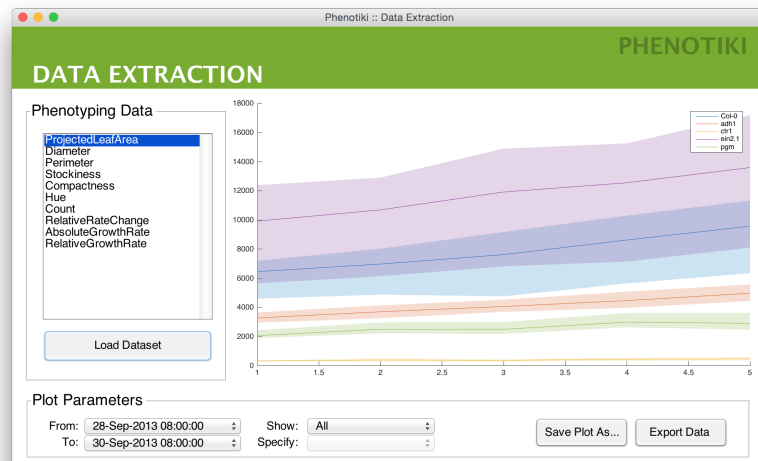 Phenotiki :: Data Extraction
PHENOTIKI
DATA EXTRACTION
Phenotyping Data
ProjectedLeafArea
Diameter
Perimeter
Stockiness
Compactness
Hue
Count
RelativeRateChange
AbsoluteGrowthRate
RelativeGrowthRate
Load Dataset
18000
16000
14000
12000
10000
8000
6000
4000
2000
0
1 1.5 2 2.5 3 3.5 4 4.5 5
Col-0
adh1
ctr1
ein2.1
pgm
Plot Parameters
From: 28-Sep-2013 08:00:00 Show: All
To: 30-Sep-2013 08:00:00 Specify:
Save Plot As... Export Data